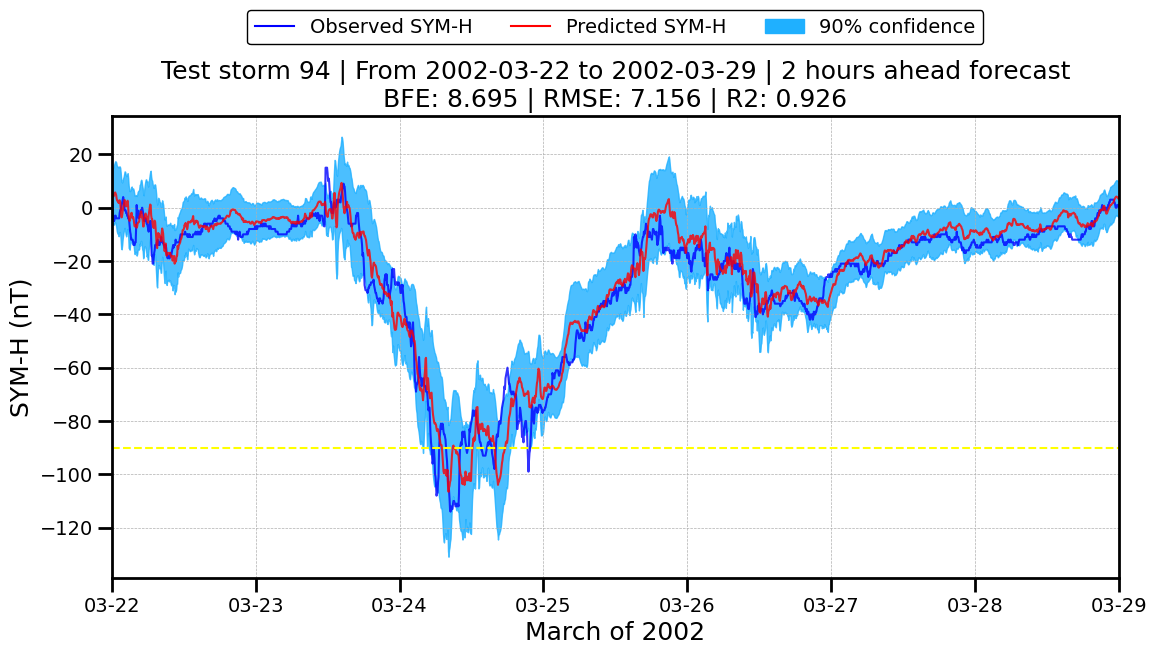 Observed SYM-H Predicted SYM-H 90% confidence
Test storm 94 | From 2002-03-22 to 2002-03-29 | 2 hours ahead forecast
BFE: 8.695 | RMSE: 7.156 | R2: 0.926
SYM-H (nT)
20
0
−20
−40
−60
−80
−100
−120
03-22 03-23 03-24 03-25 03-26 03-27 03-28 03-29
March of 2002